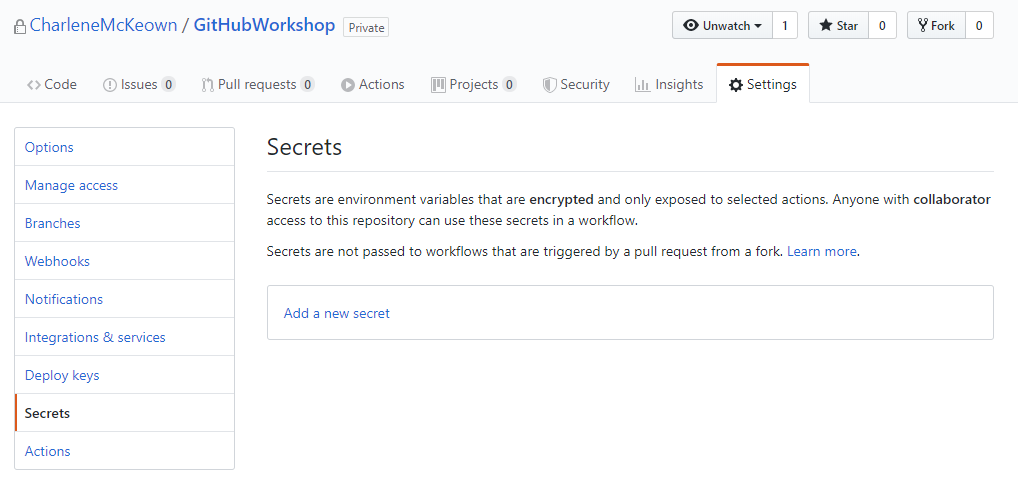 CharleneMcKeown / GitHubWorkshop Private Unwatch 1 Star 0 Fork 0
Code Issues 0 Pull requests 0 Actions Projects 0 Security Insights Settings
Options
Manage access
Branches
Webhooks
Notifications
Integrations & services
Deploy keys
Secrets
Actions
Secrets
Secrets are environment variables that are encrypted and only exposed to selected actions. Anyone with collaborator
access to this repository can use these secrets in a workflow.
Secrets are not passed to workflows that are triggered by a pull request from a fork. Learn more.
Add a new secret